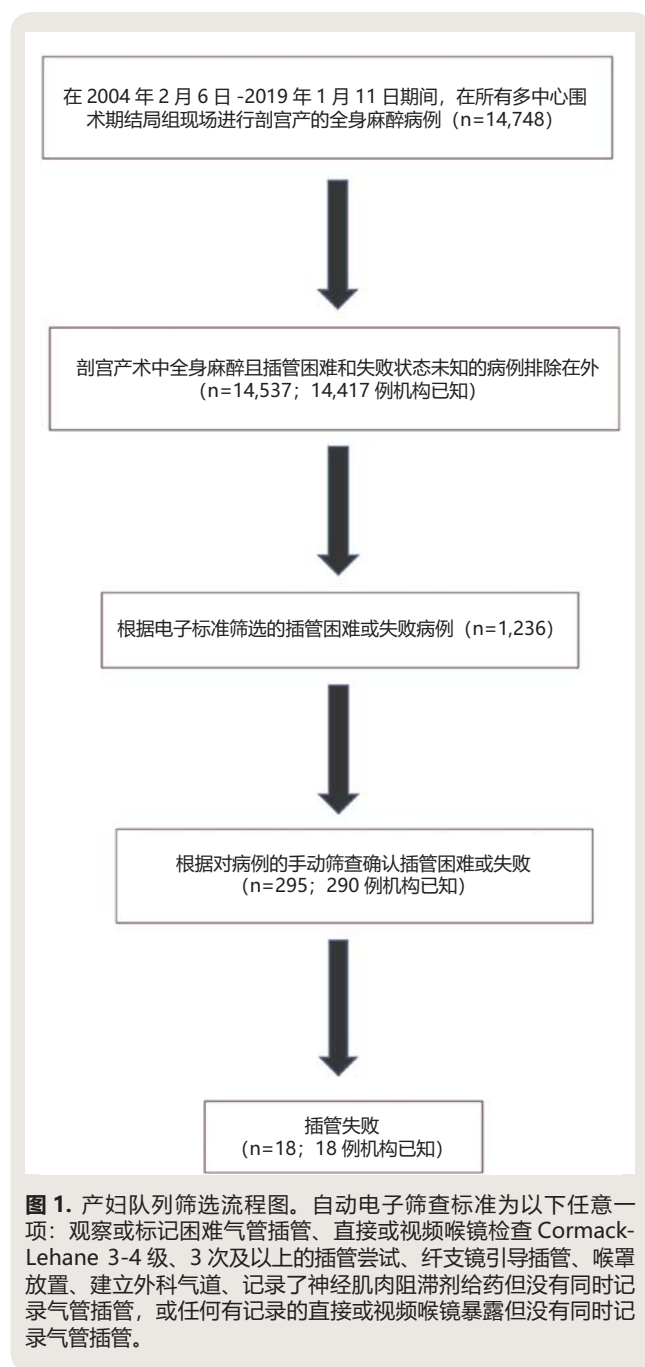 在 2004 年 2 月 6 日 -2019 年 1 月 11 日期间，在所有多中心围
术期结局组现场进行剖宫产的全身麻醉病例（n=14,748）
剖宫产术中全身麻醉且插管困难和失败状态未知的病例排除在外
（n=14,537；14,417 例机构已知）
根据电子标准筛选的插管困难或失败病例（n=1,236）
根据对病例的手动筛查确认插管困难或失败
（n=295；290 例机构已知）
插管失败
（n=18；18 例机构已知）
图 1. 产妇队列筛选流程图。自动电子筛查标准为以下任意一
项：观察或标记困难气管插管、直接或视频喉镜检查 Cormack-
Lehane 3-4 级、3 次及以上的插管尝试、纤支镜引导插管、喉罩
放置、建立外科气道、记录了神经肌肉阻滞剂给药但没有同时记
录气管插管，或任何有记录的直接或视频喉镜暴露但没有同时记
录气管插管。